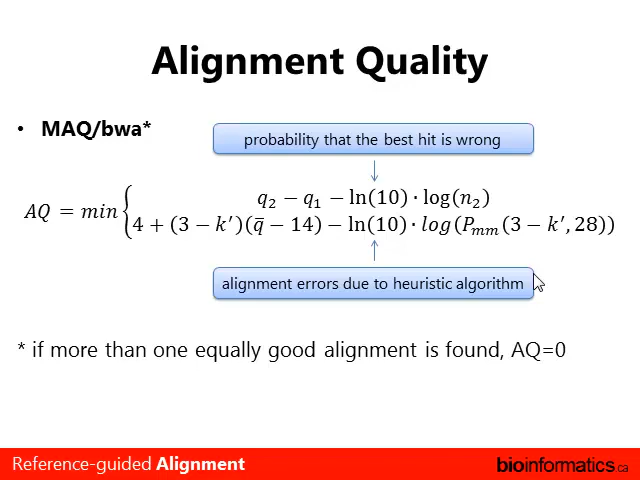 Alignment Quality
• MAQ/bwa*
probability that the best hit is wrong
AQ = min { q₂ − q₁ − ln(10) · log(n₂)
4 + (3 − k′)(q̅ − 14) − ln(10) · log(Pₘₘ(3 − k′, 28))
alignment errors due to heuristic algorithm
* if more than one equally good alignment is found, AQ=0
Reference-guided Alignment
bioinformatics.ca